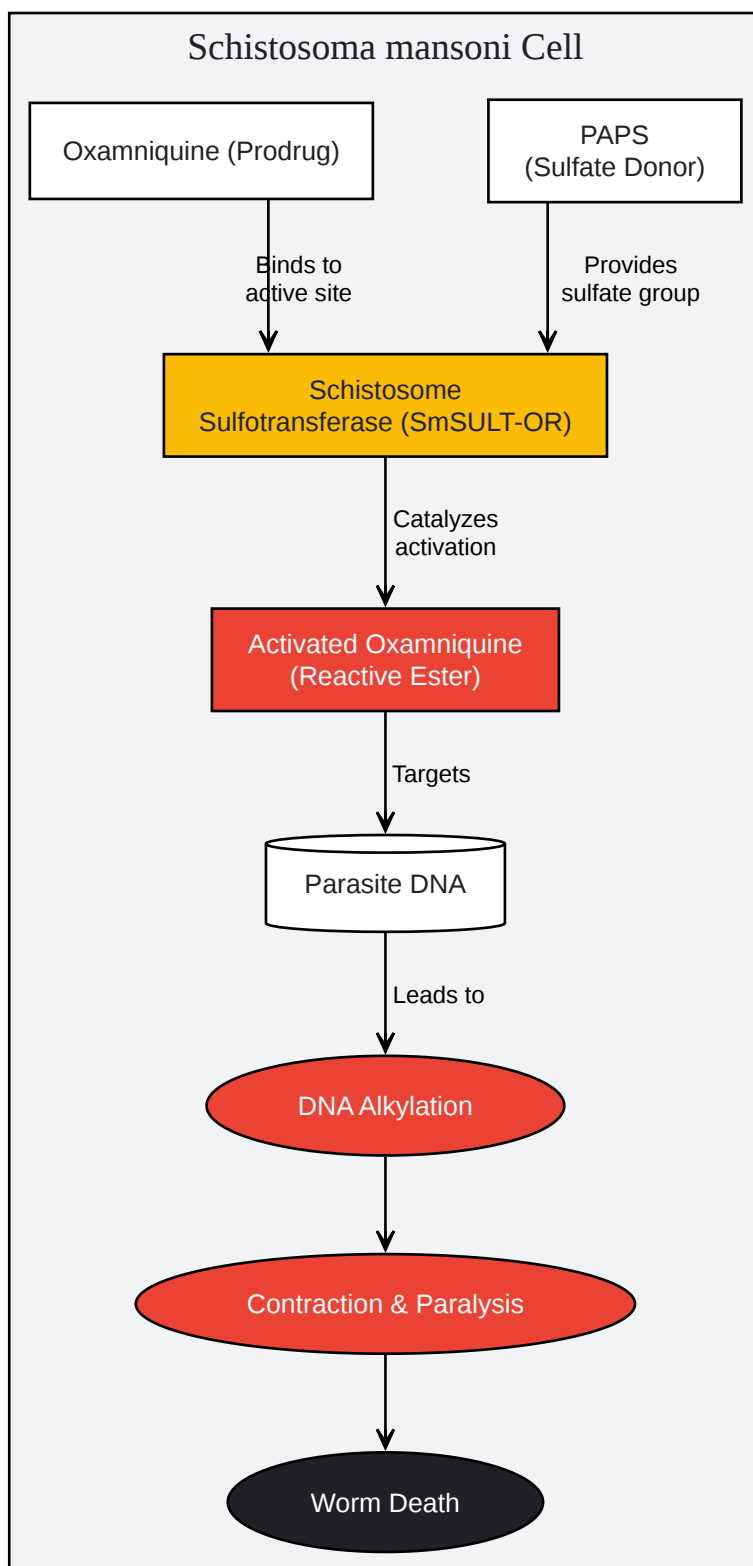 Schistosoma mansoni Cell
Oxamniquine (Prodrug)
PAPS
(Sulfate Donor)
Binds to
active site
Provides
sulfate group
Schistosome
Sulfotransferase (SmSULT-OR)
Catalyzes
activation
Activated Oxamniquine
(Reactive Ester)
Targets
Parasite DNA
Leads to
DNA Alkylation
Contraction & Paralysis
Worm Death